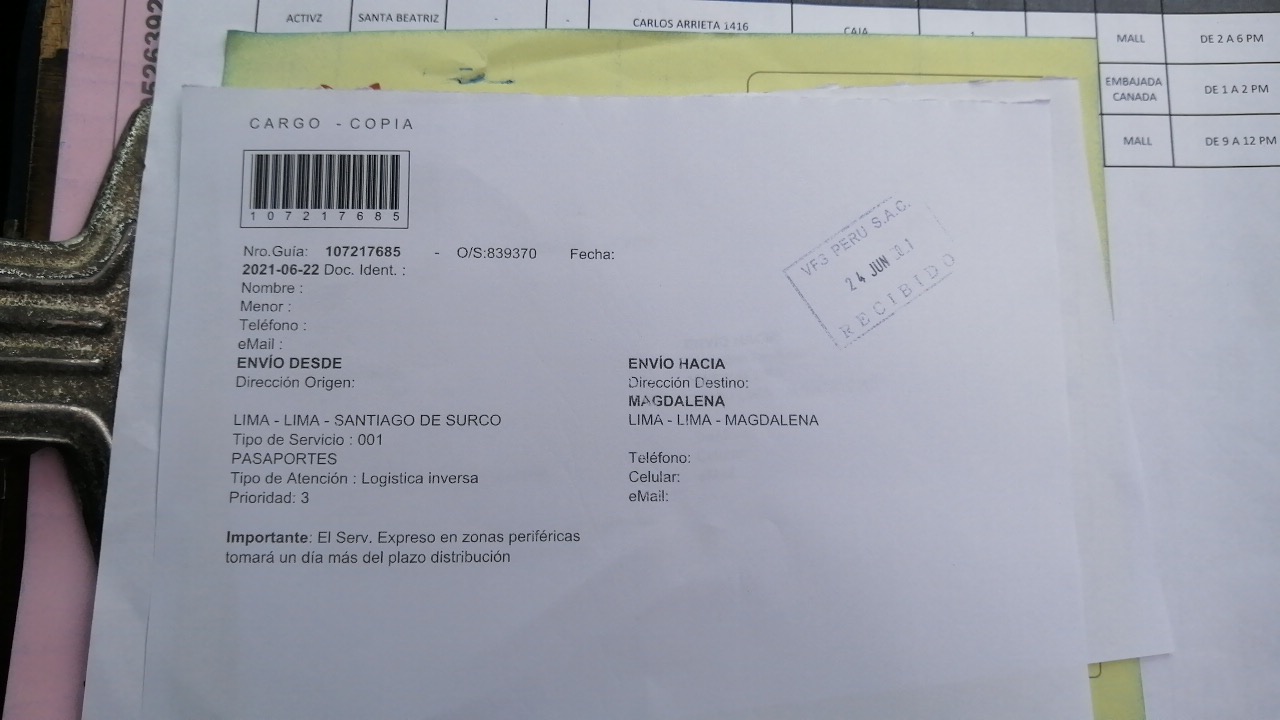 ACTIVZ SANTA BEATRIZ - - CARLOS ARRIETA 1416 CAJA
MALL DE 2 A 6 PM
EMBAJADA CANADA DE 1 A 2 PM
MALL DE 9 A 12 PM
CARGO - COPIA
107217685
Nro.Guía: 107217685 - O/S:839370 Fecha:
2021-06-22 Doc. Ident. :
Nombre :
Menor :
Teléfono :
eMail :
VFS PERU S.A.C.
24 JUN 21
RECIBIDO
ENVÍO DESDE
Dirección Origen:
LIMA - LIMA - SANTIAGO DE SURCO
Tipo de Servicio : 001
PASAPORTES
Tipo de Atención : Logistica inversa
Prioridad: 3
ENVÌO HACIA
Dirección Destino:
MAGDALENA
LIMA - LIMA - MAGDALENA
Teléfono:
Celular:
eMail:
Importante: El Serv. Expreso en zonas periféricas
tomará un día más del plazo distribución